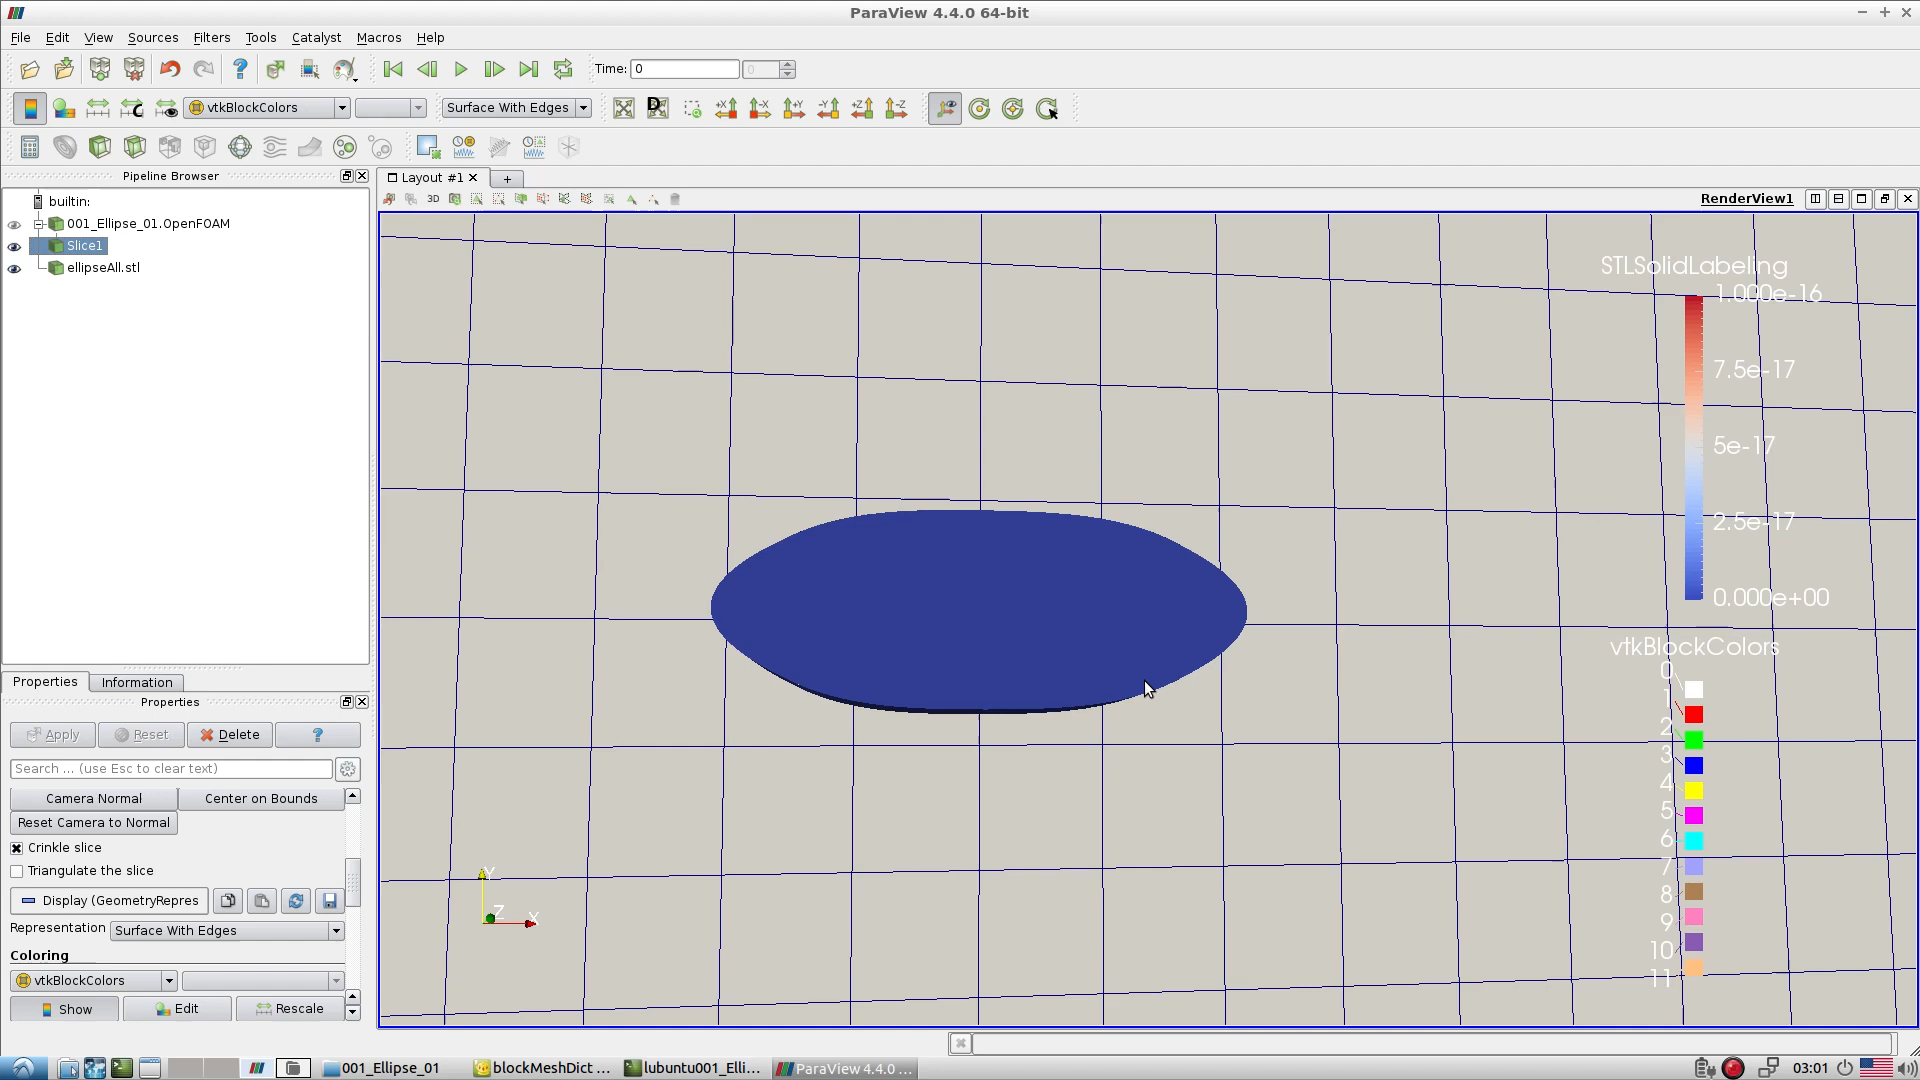 ParaView 4.4.0 64-bit
File Edit View Sources Filters Tools Catalyst Macros Help
Time: 0 0
vtkBlockColors Surface With Edges +X -X +Y -Y +Z -Z
Pipeline Browser
Layout #1
builtin:
3D
RenderView1
001_Ellipse_01.OpenFOAM
Slice1
ellipseAll.stl
STLSolidLabeling
1.000e-16
7.5e-17
5e-17
2.5e-17
0.000e+00
vtkBlockColors
0
1
2
3
4
5
6
7
8
9
10
11
Y
Z
X
Properties Information
Properties
Apply Reset Delete ?
Search ... (use Esc to clear text)
Camera Normal Center on Bounds
Reset Camera to Normal
Crinkle slice
Triangulate the slice
Display (GeometryRepres
Representation Surface With Edges
Coloring
vtkBlockColors
Show Edit Rescale
001_Ellipse_01 blockMeshDict ... lubuntu001_Elli... ParaView 4.4.0 ... 03:01